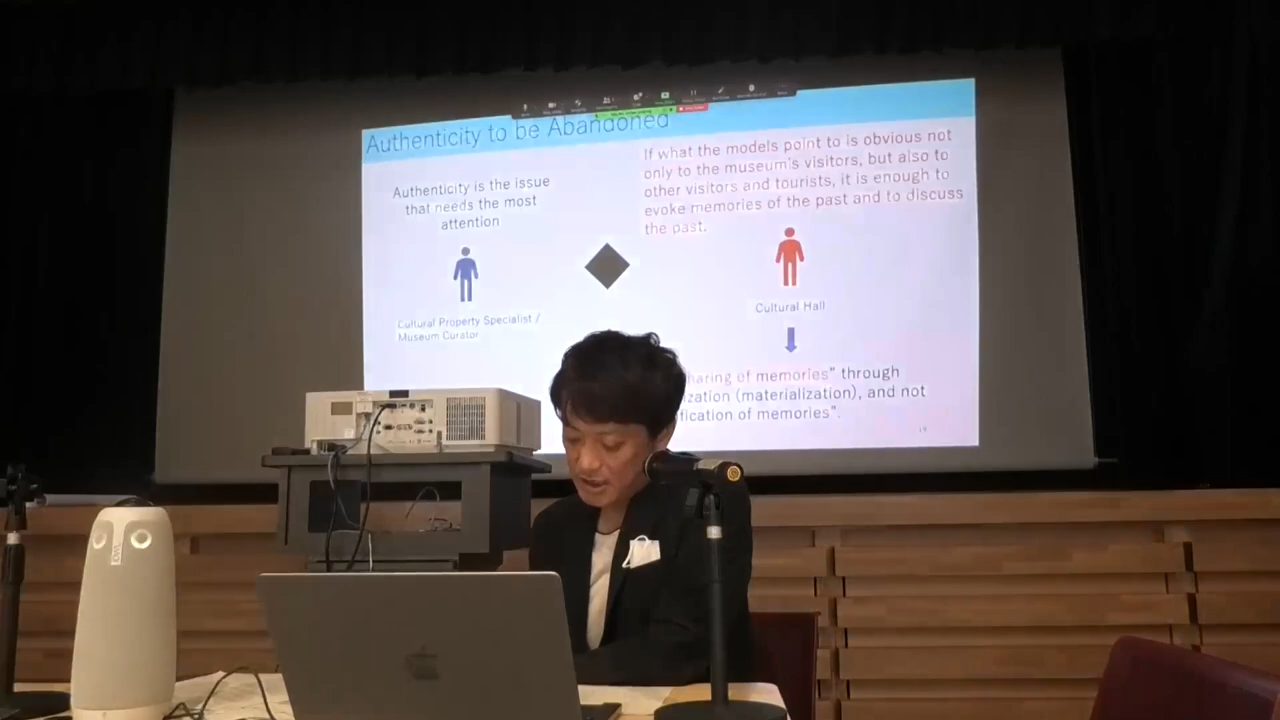 Authenticity to be Abandoned
Authenticity is the issue
that needs the most
attention
Cultural Property Specialist /
Museum Curator
If what the models point to is obvious not
only to the museum's visitors, but also to
other visitors and tourists, it is enough to
evoke memories of the past and to discuss
the past.
Cultural Hall
haring of memories" through
ization (materialization), and not
fication of memories".
19
OWL